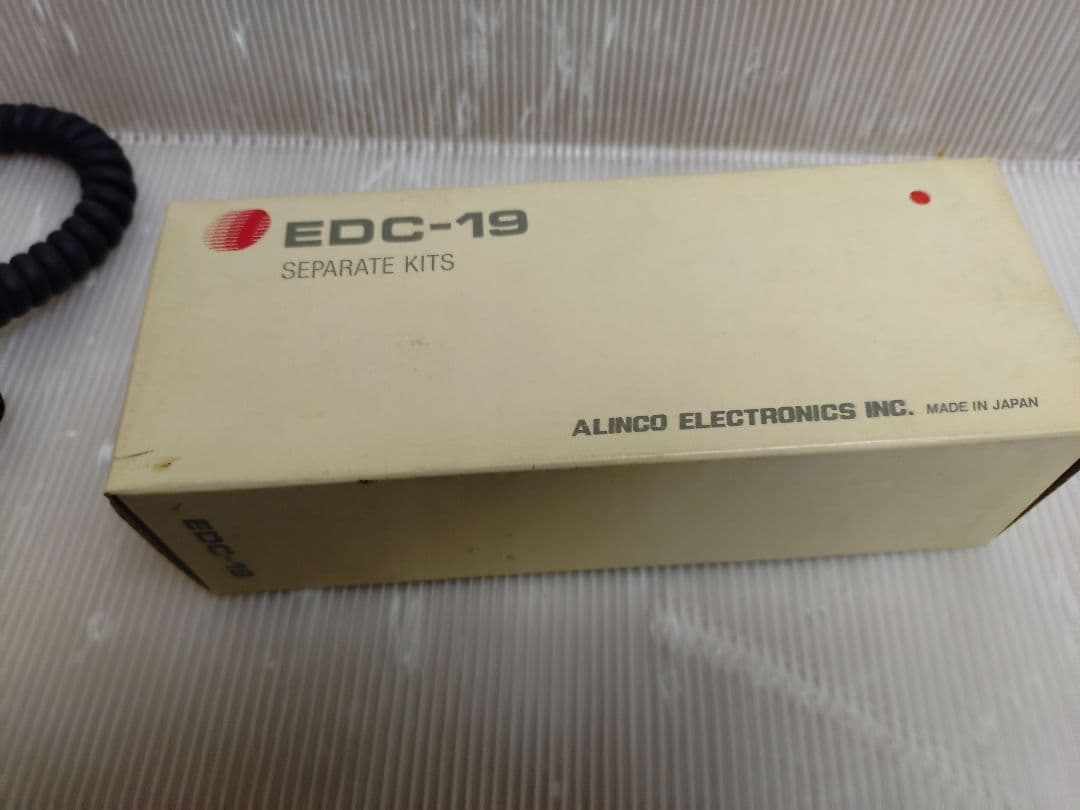 EDC-19
SEPARATE KITS
ALINCO ELECTRONICS INC. MADE IN JAPAN
EDC-19